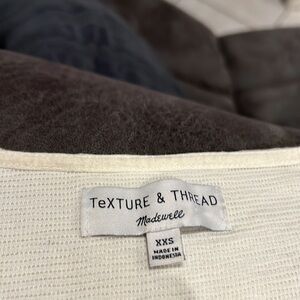 TeXTURE & THREAD
Madewell
XXS
MADE IN
INDONESIA